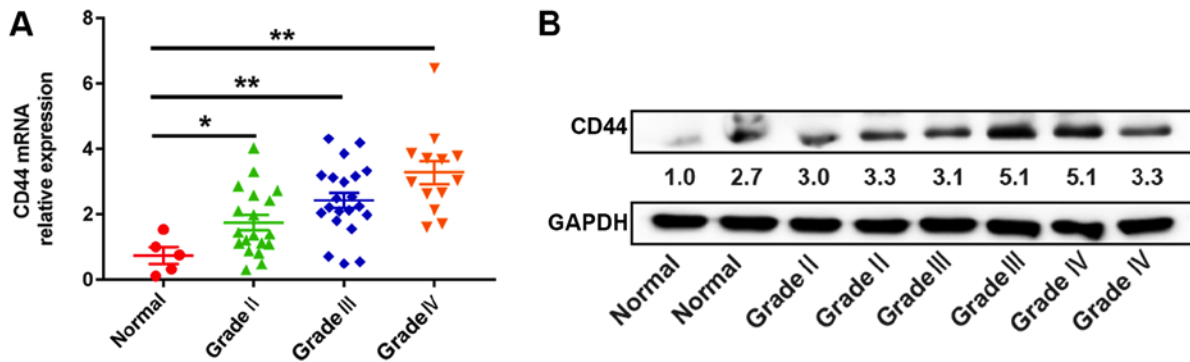 A
CD44 mRNA
relative expression
8
6
4
2
0
**
**
*
Normal
Grade II
Grade III
Grade IV
B
CD44
1.0 2.7 3.0 3.3 3.1 5.1 5.1 3.3
GAPDH
Normal
Normal
Grade II
Grade II
Grade III
Grade III
Grade IV
Grade IV